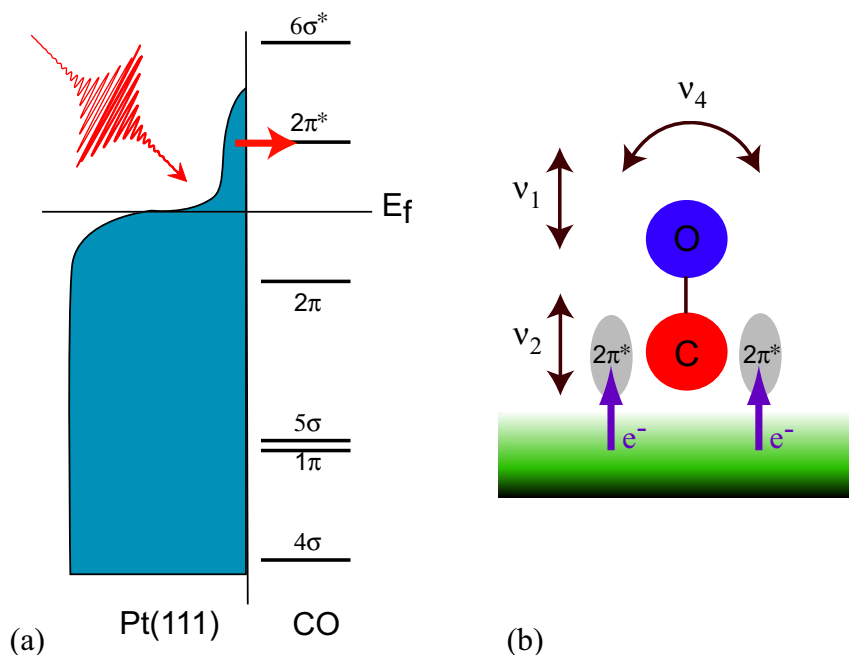 6σ*
2π*
E_f
2π
5σ
1π
4σ
Pt(111)
CO
(a)
ν₄
ν₁
O
ν₂
2π*
C
2π*
e⁻
e⁻
(b)